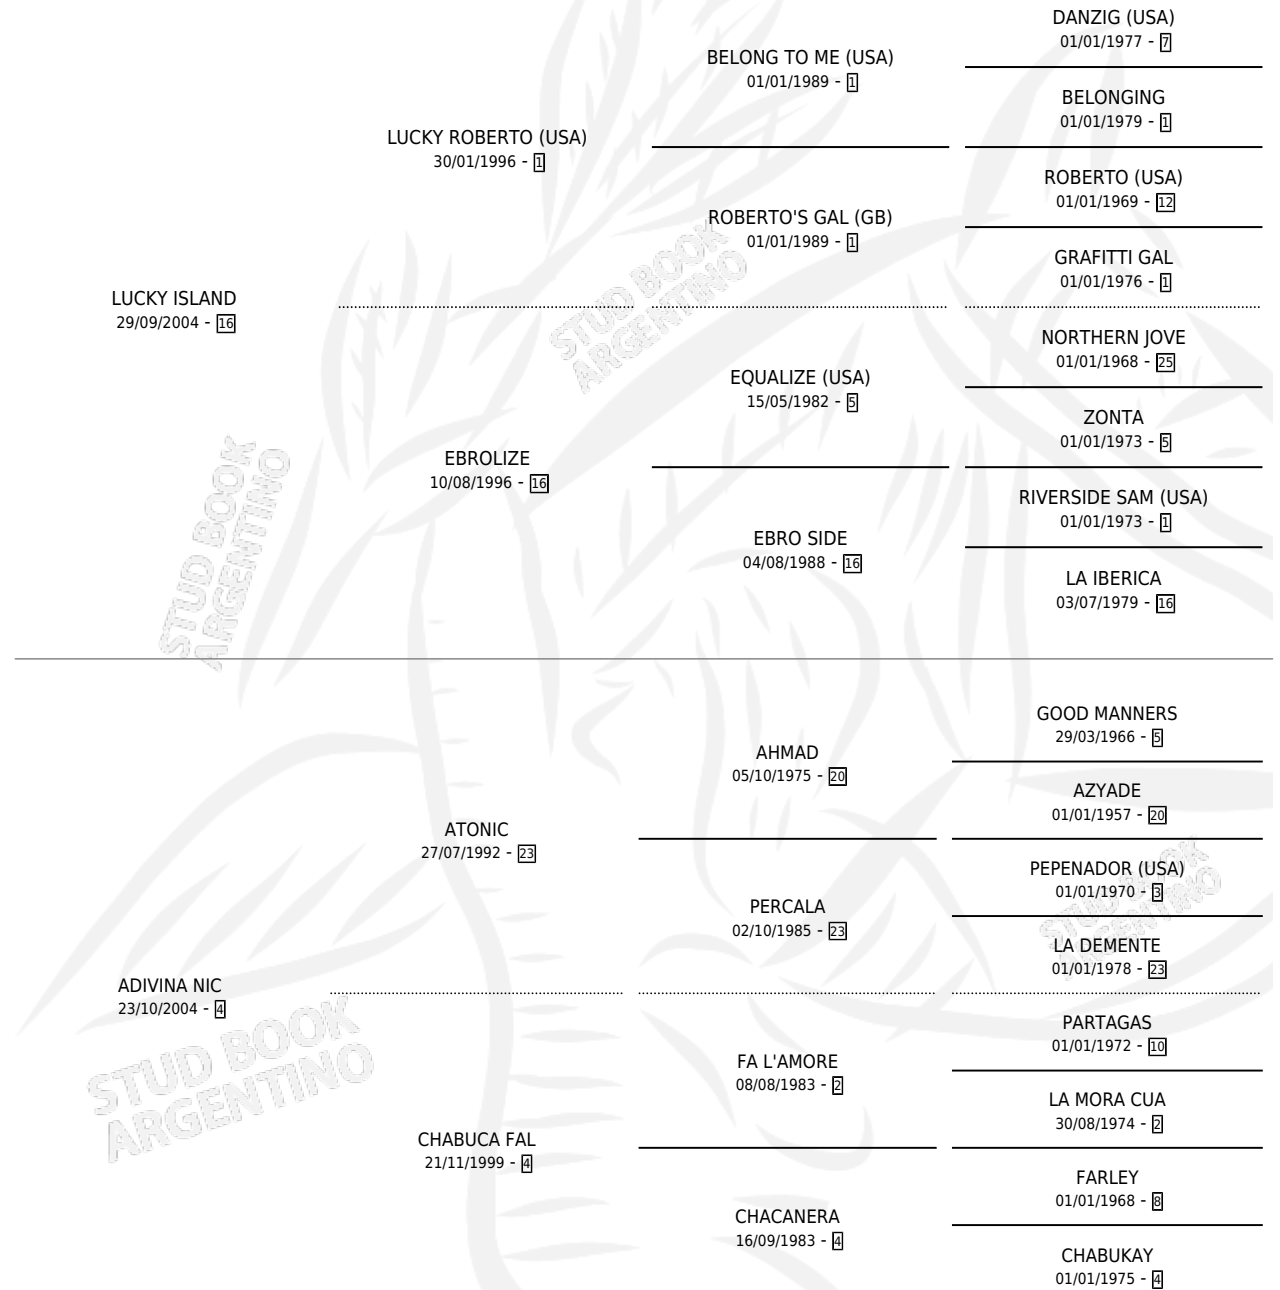 DANZIG (USA)
01/01/1977 - 7
BELONG TO ME (USA)
01/01/1989 - 1
BELONGING
01/01/1979 - 1
LUCKY ROBERTO (USA)
30/01/1996 - 1
ROBERTO (USA)
01/01/1969 - 12
ROBERTO'S GAL (GB)
01/01/1989 - 1
GRAFITTI GAL
01/01/1976 - 1
LUCKY ISLAND
29/09/2004 - 16
NORTHERN JOVE
01/01/1968 - 25
EQUALIZE (USA)
15/05/1982 - 5
ZONTA
01/01/1973 - 5
EBROLIZE
10/08/1996 - 16
RIVERSIDE SAM (USA)
01/01/1973 - 1
EBRO SIDE
04/08/1988 - 16
LA IBERICA
03/07/1979 - 16
STUD BOOK
ARGENTINO
STUD BOOK
ARGENTINO
GOOD MANNERS
29/03/1966 - 5
AHMAD
05/10/1975 - 20
AZYADE
01/01/1957 - 20
ATONIC
27/07/1992 - 23
PEPENADOR (USA)
01/01/1970 - 3
PERCALA
02/10/1985 - 23
LA DEMENTE
01/01/1978 - 23
STUD BOOK
ARGENTINO
ADIVINA NIC
23/10/2004 - 4
PARTAGAS
01/01/1972 - 10
FA L'AMORE
08/08/1983 - 2
LA MORA CUA
30/08/1974 - 2
STUD BOOK
ARGENTINO
CHABUCA FAL
21/11/1999 - 4
FARLEY
01/01/1968 - 8
CHACANERA
16/09/1983 - 4
CHABUKAY
01/01/1975 - 4